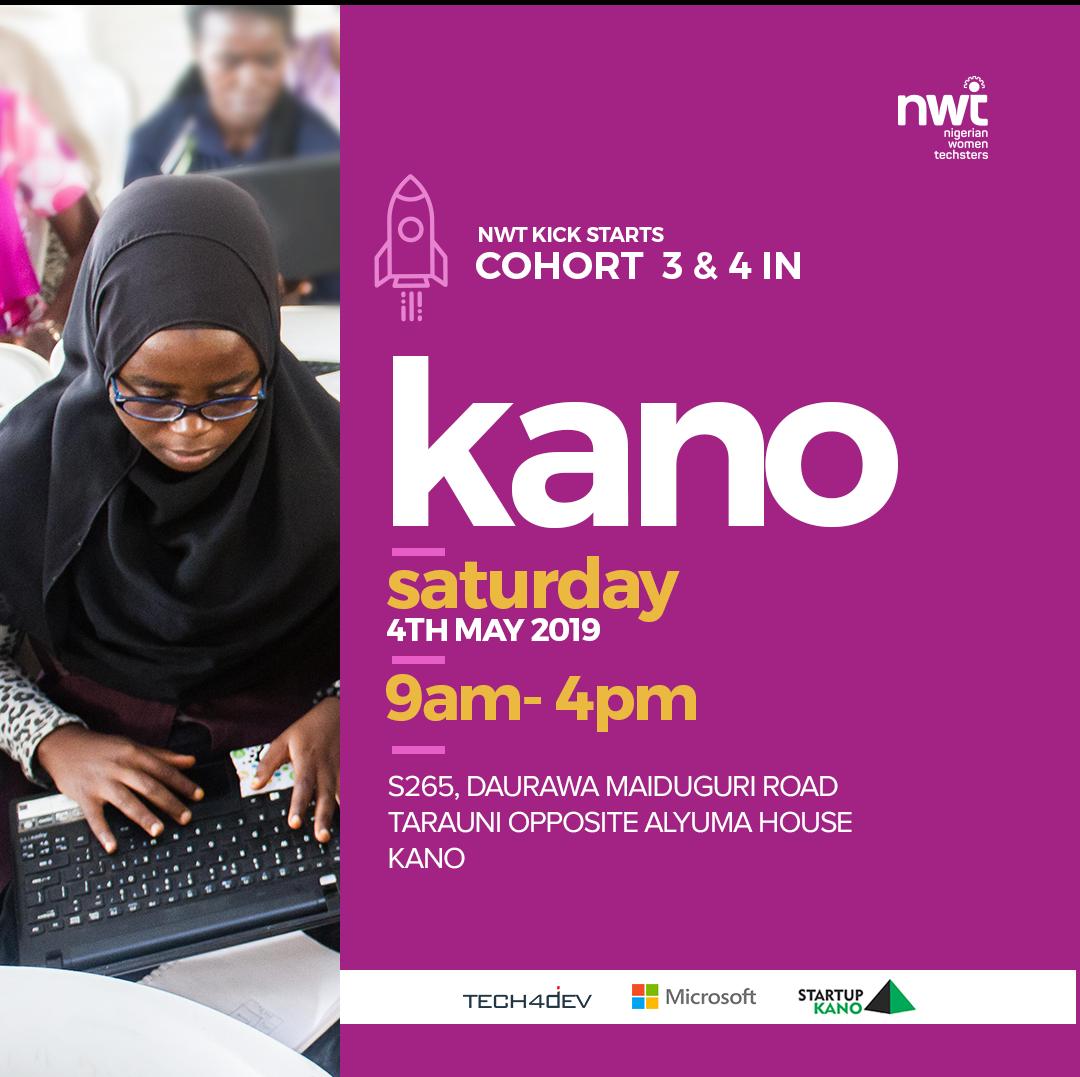 nwt
nigerian
women
techsters
NWT KICK STARTS
COHORT 3 & 4 IN
kano
saturday
4TH MAY 2019
9am- 4pm
S265, DAURAWA MAIDUGURI ROAD
TARAUNI OPPOSITE ALYUMA HOUSE
KANO
TECH4DEV
Microsoft
STARTUP
KANO